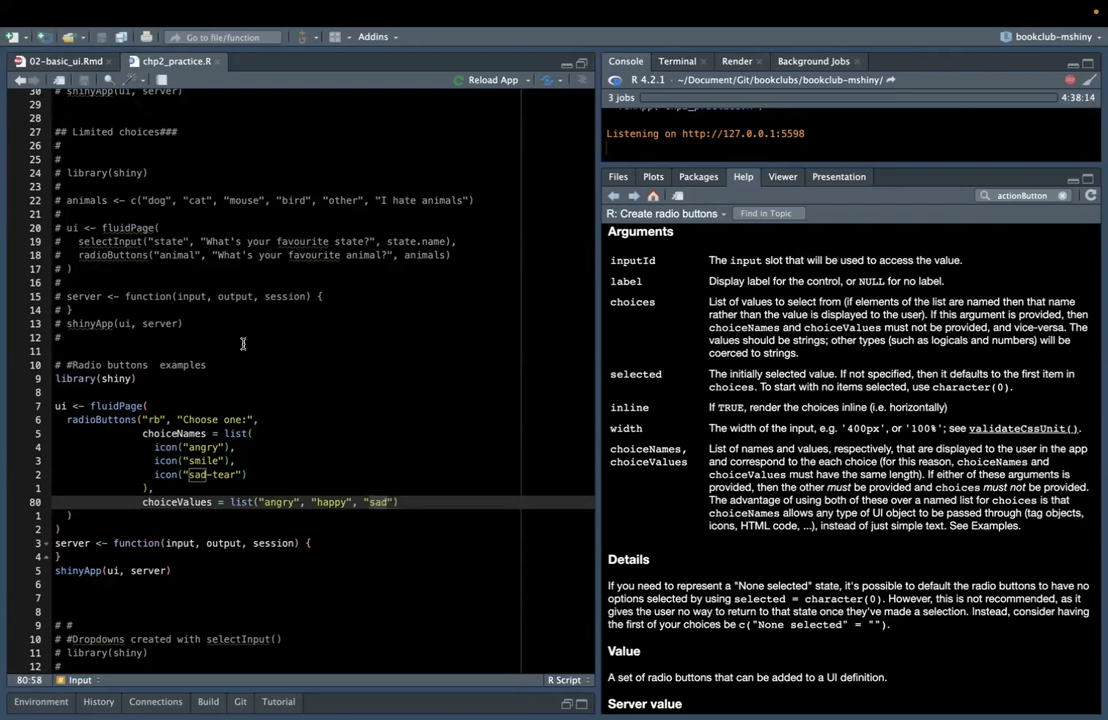 Go to file/function
Addins
bookclub-mshiny
02-basic_ui.Rmd
chp2_practice.R
Reload App
30 # shinyApp(ui, server)
29
28
27 ## Limited choices###
26 #
25 #
24 # library(shiny)
23 #
22 # animals <- c("dog", "cat", "mouse", "bird", "other", "I hate animals")
21 #
20 # ui <- fluidPage(
19 #   selectInput("state", "What's your favourite state?", state.name),
18 #   radioButtons("animal", "What's your favourite animal?", animals)
17 # )
16 #
15 # server <- function(input, output, session) {
14 # }
13 # shinyApp(ui, server)
12 #
11
10 # #Radio buttons  examples
9 library(shiny)
8
7 ui <- fluidPage(
6   radioButtons("rb", "Choose one:",
5                choiceNames = list(
4                  icon("angry"),
3                  icon("smile"),
2                  icon("sad-tear")
1                ),
80                choiceValues = list("angry", "happy", "sad")
1   )
2 )
3 server <- function(input, output, session) {
4 }
5 shinyApp(ui, server)
6
7
8
9 # #
10 # #Dropdowns created with selectInput()
11 # library(shiny)
12 #
80:58
Input
R Script
Environment
History
Connections
Build
Git
Tutorial
Console
Terminal
Render
Background Jobs
R 4.2.1 · ~/Document/Git/bookclubs/bookclub-mshiny/
3 jobs
4:38:14
Listening on http://127.0.0.1:5598
Files
Plots
Packages
Help
Viewer
Presentation
actionButton
R: Create radio buttons
Find in Topic
Arguments
inputId The input slot that will be used to access the value.
label Display label for the control, or NULL for no label.
choices List of values to select from (if elements of the list are named then that name
rather than the value is displayed to the user). If this argument is provided, then
choiceNames and choiceValues must not be provided, and vice-versa. The
values should be strings; other types (such as logicals and numbers) will be
coerced to strings.
selected The initially selected value. If not specified, then it defaults to the first item in
choices. To start with no items selected, use character(0).
inline If TRUE, render the choices inline (i.e. horizontally)
width The width of the input, e.g. '400px', or '100%'; see validateCssUnit().
choiceNames, List of names and values, respectively, that are displayed to the user in the app
choiceValues and correspond to the each choice (for this reason, choiceNames and
choiceValues must have the same length). If either of these arguments is
provided, then the other must be provided and choices must not be provided.
The advantage of using both of these over a named list for choices is that
choiceNames allows any type of UI object to be passed through (tag objects,
icons, HTML code, ...), instead of just simple text. See Examples.
Details
If you need to represent a "None selected" state, it's possible to default the radio buttons to have no
options selected by using selected = character(0). However, this is not recommended, as it
gives the user no way to return to that state once they've made a selection. Instead, consider having
the first of your choices be c("None selected" = "").
Value
A set of radio buttons that can be added to a UI definition.
Server value